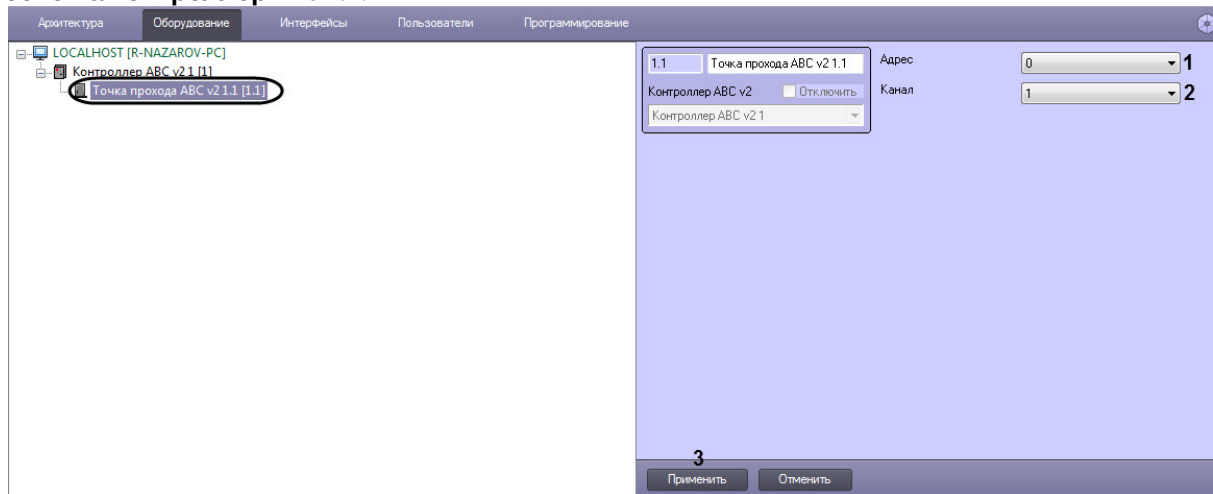 Архитектура Оборудование Интерфейсы Пользователи Программирование
LOCALHOST [R-NAZAROV-PC]
Контроллер ABC v2 1 [1]
Точка прохода ABC v2 1.1 [1.1]
1.1 Точка прохода ABC v2 1.1
Контроллер ABC v2 Отключить
Контроллер ABC v2 1
Адрес 0 1
Канал 1 2
3
Применить Отменить